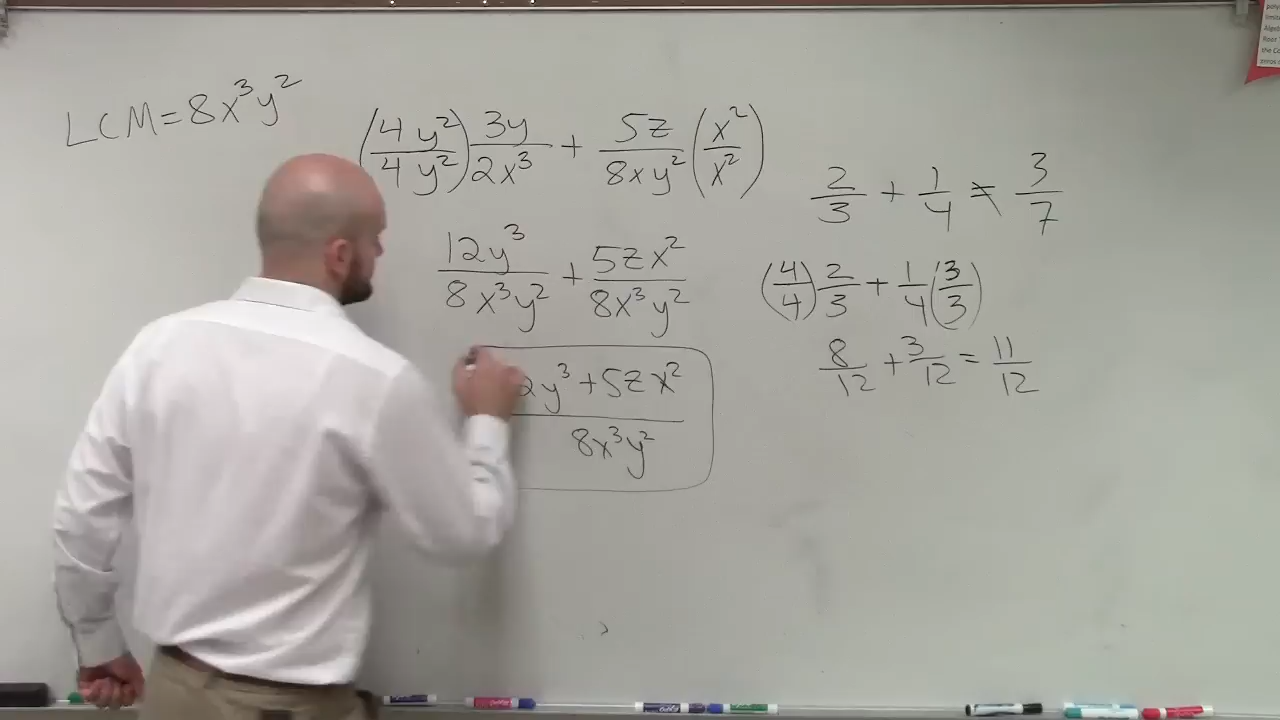 LCM = 8x³y²
(4y²/4y²) 3y/2x³ + 5z/8xy² (x²/x²)
12y³/8x³y² + 5zx²/8x³y²
2y³ + 5zx²/8x³y²
2/3 + 1/4 ≠ 3/7
(4/4) 2/3 + 1/4 (3/3)
8/12 + 3/12 = 11/12